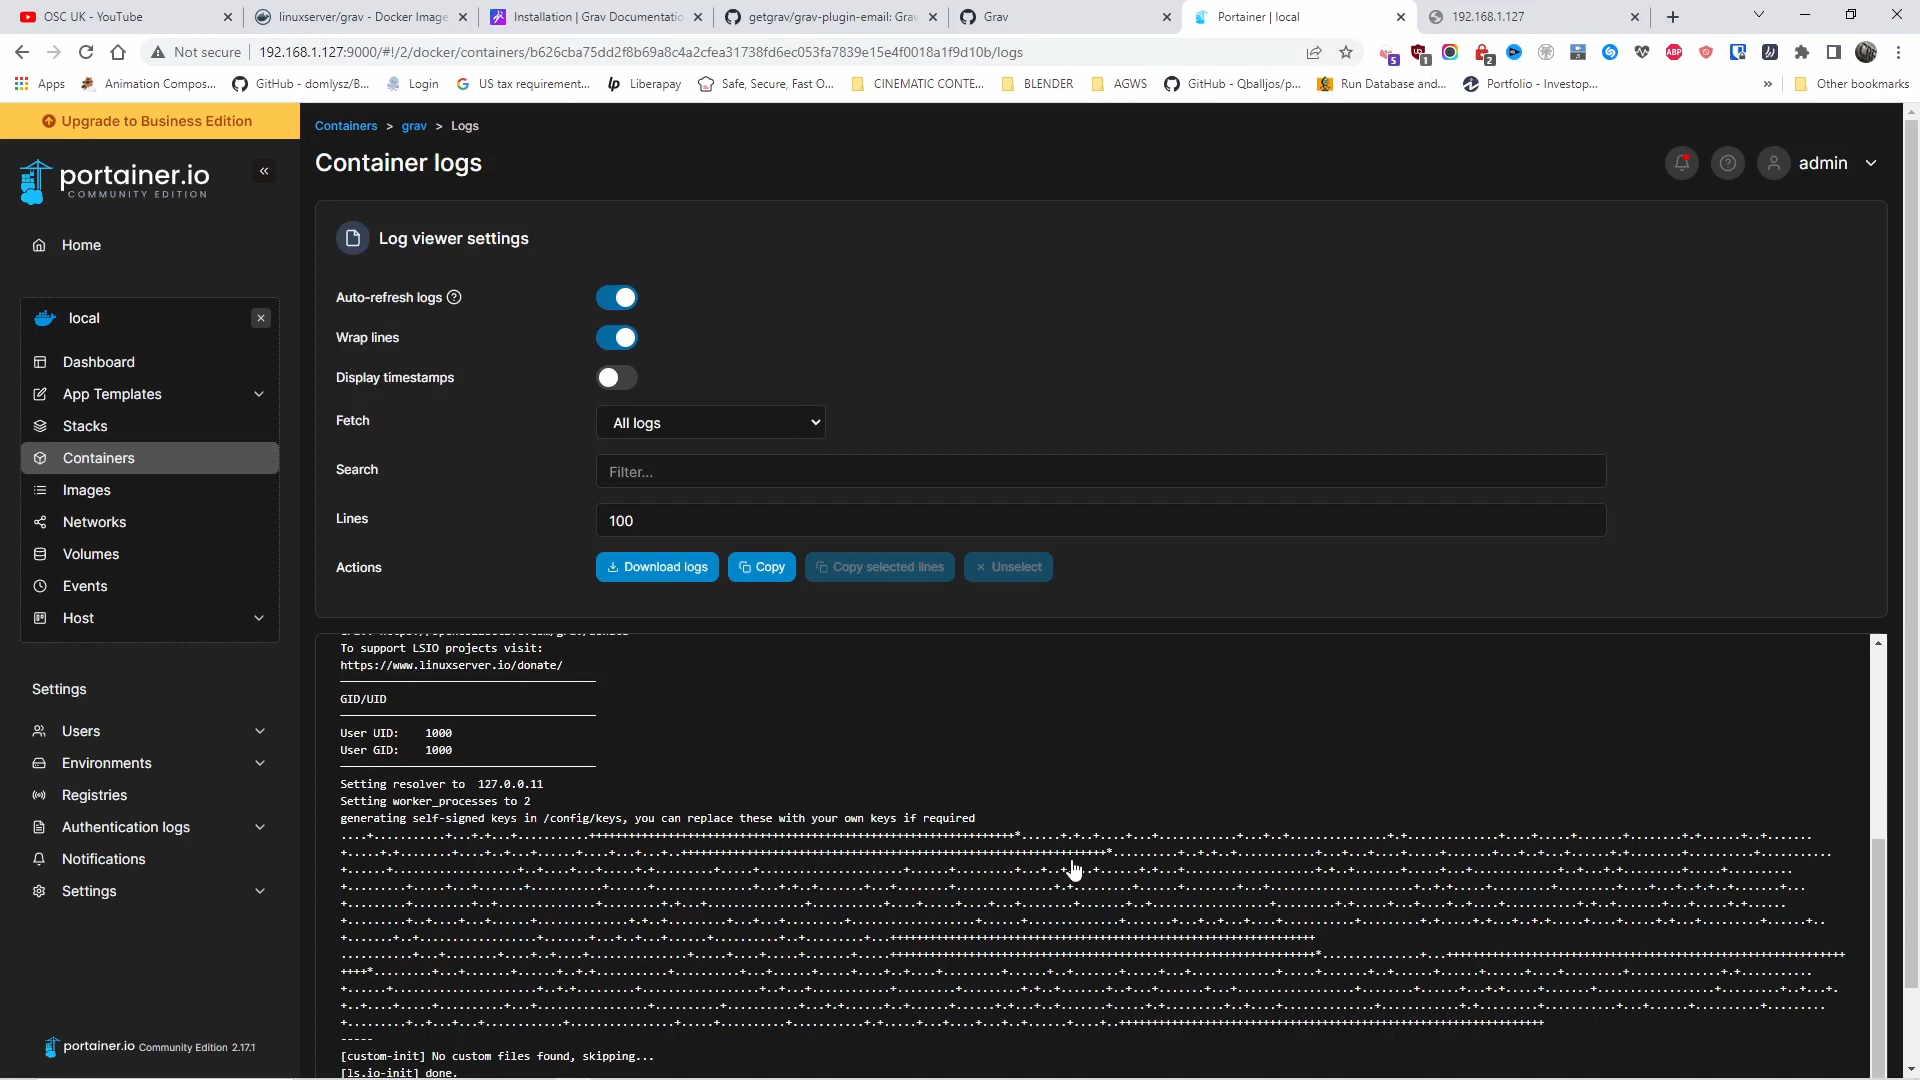 OSC UK - YouTube
linuxserver/grav - Docker Image
Installation | Grav Documentatio
getgrav/grav-plugin-email: Grav
Grav
Portainer | local
192.168.1.127
Not secure
192.168.1.127:9000/#!/2/docker/containers/b626cba75dd2f8b69a8c4a2cfea31738fd6ec053fa7839e15e4f0018a1f9d10b/logs
Apps
Animation Compos...
GitHub - domlysz/B...
Login
US tax requirement...
Liberapay
Safe, Secure, Fast O...
CINEMATIC CONTE...
BLENDER
AGWS
GitHub - Qballjos/p...
Run Database and...
Portfolio - Investop...
Other bookmarks
Upgrade to Business Edition
portainer.io
COMMUNITY EDITION
Home
local
Dashboard
App Templates
Stacks
Containers
Images
Networks
Volumes
Events
Host
Settings
Users
Environments
Registries
Authentication logs
Notifications
Settings
portainer.io Community Edition 2.17.1
Containers > grav > Logs
Container logs
admin
Log viewer settings
Auto-refresh logs
Wrap lines
Display timestamps
Fetch
All logs
Search
Filter...
Lines
100
Actions
Download logs
Copy
Copy selected lines
Unselect
To support LSIO projects visit:
https://www.linuxserver.io/donate/
GID/UID
User UID: 1000
User GID: 1000
Setting resolver to 127.0.0.11
Setting worker_processes to 2
generating self-signed keys in /config/keys, you can replace these with your own keys if required
-----
[custom-init] No custom files found, skipping...
[ls.io-init] done.